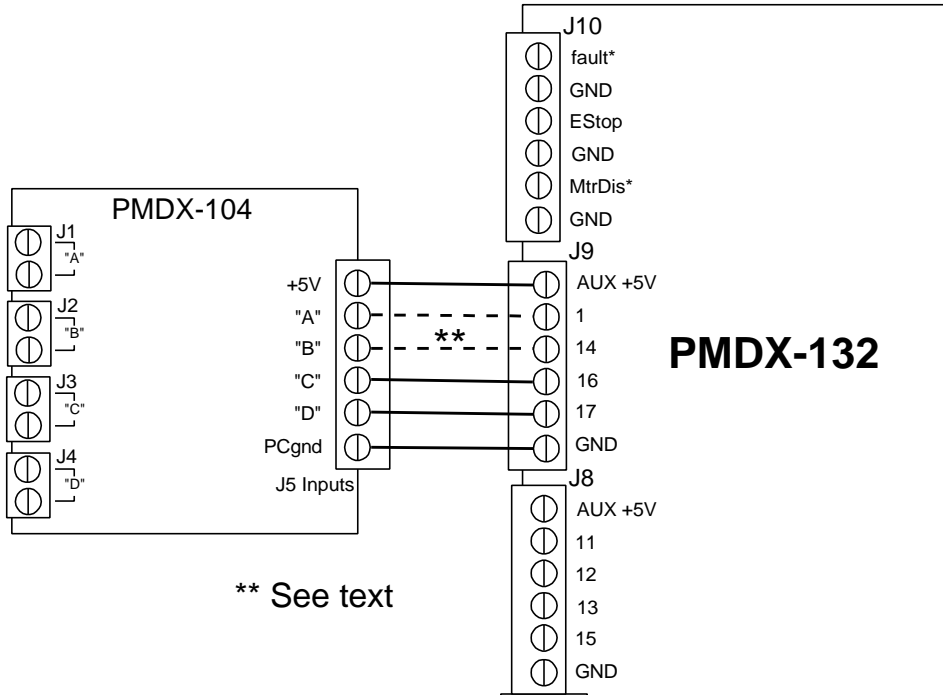 PMDX-104
J1
"A"
J2
"B"
J3
"C"
J4
"D"
+5V
"A"
"B"
"C"
"D"
PCgnd
J5 Inputs
**
** See text
J10
fault*
GND
EStop
GND
MtrDis*
GND
J9
AUX +5V
1
14
16
17
GND
J8
AUX +5V
11
12
13
15
GND
PMDX-132